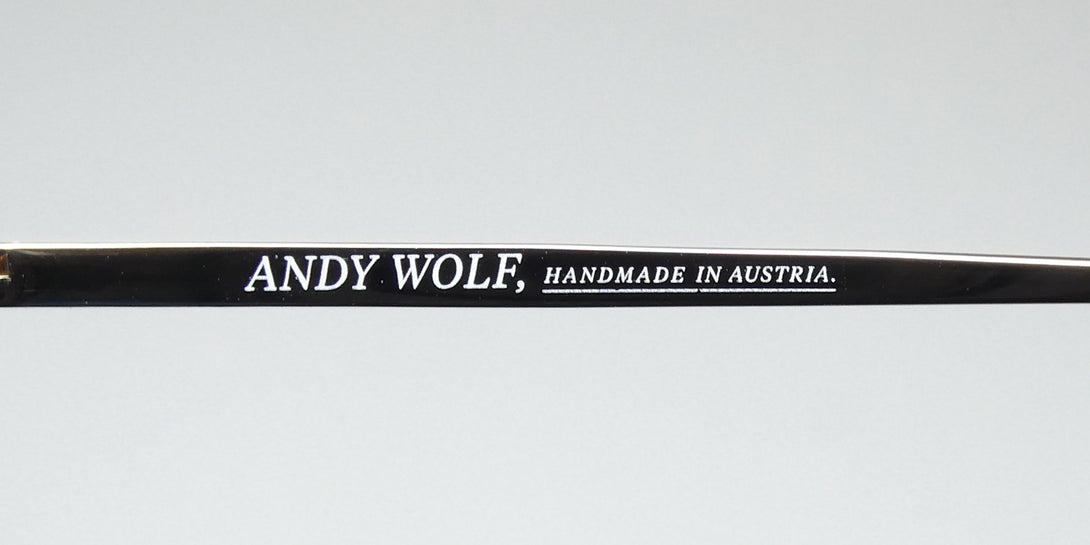 ANDY WOLF, HANDMADE IN AUSTRIA.